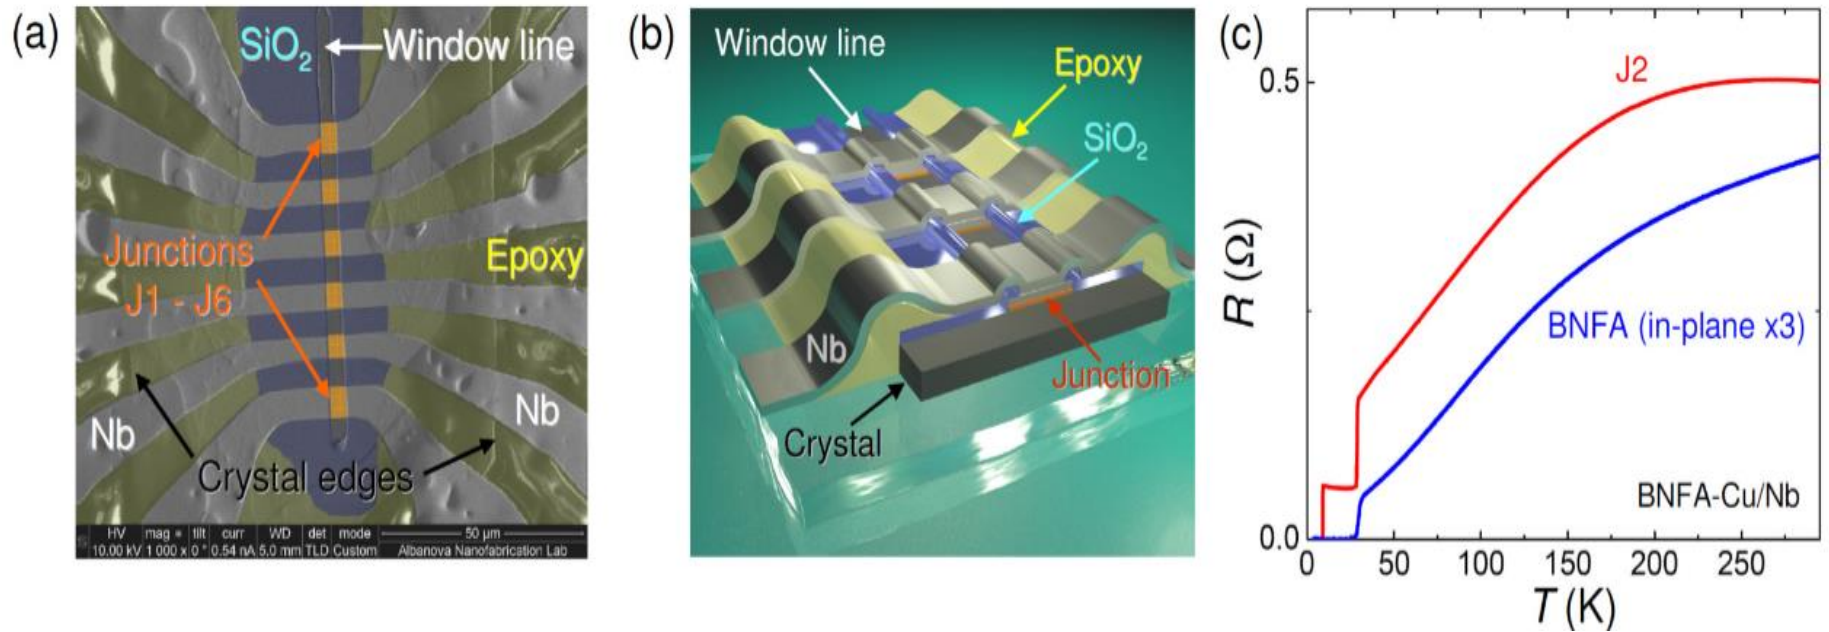 (a)
SiO2
Window line
Junctions
J1 - J6
Epoxy
Nb
Nb
Crystal edges
HV mag tilt curr WD det mode 50 µm
10.00 kV 1 000 x 0 ° 0.54 nA 5.0 mm TLD Custom Albanova Nanofabrication Lab
(b)
Window line
Epoxy
SiO2
Nb
Junction
Crystal
(c)
J2
0.5
R (Ω)
BNFA (in-plane x3)
BNFA-Cu/Nb
0.0
0 50 100 150 200 250
T (K)